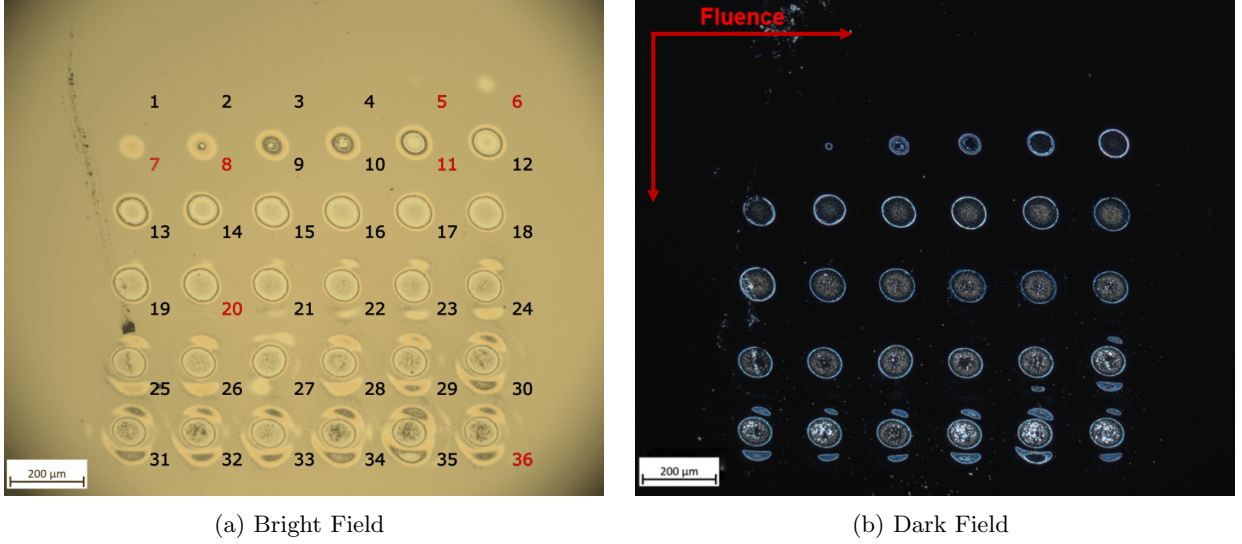 Fluence
1 2 3 4 5 6
7 8 9 10 11 12
13 14 15 16 17 18
19 20 21 22 23 24
25 26 27 28 29 30
31 32 33 34 35 36
200 µm
200 µm
(a) Bright Field
(b) Dark Field